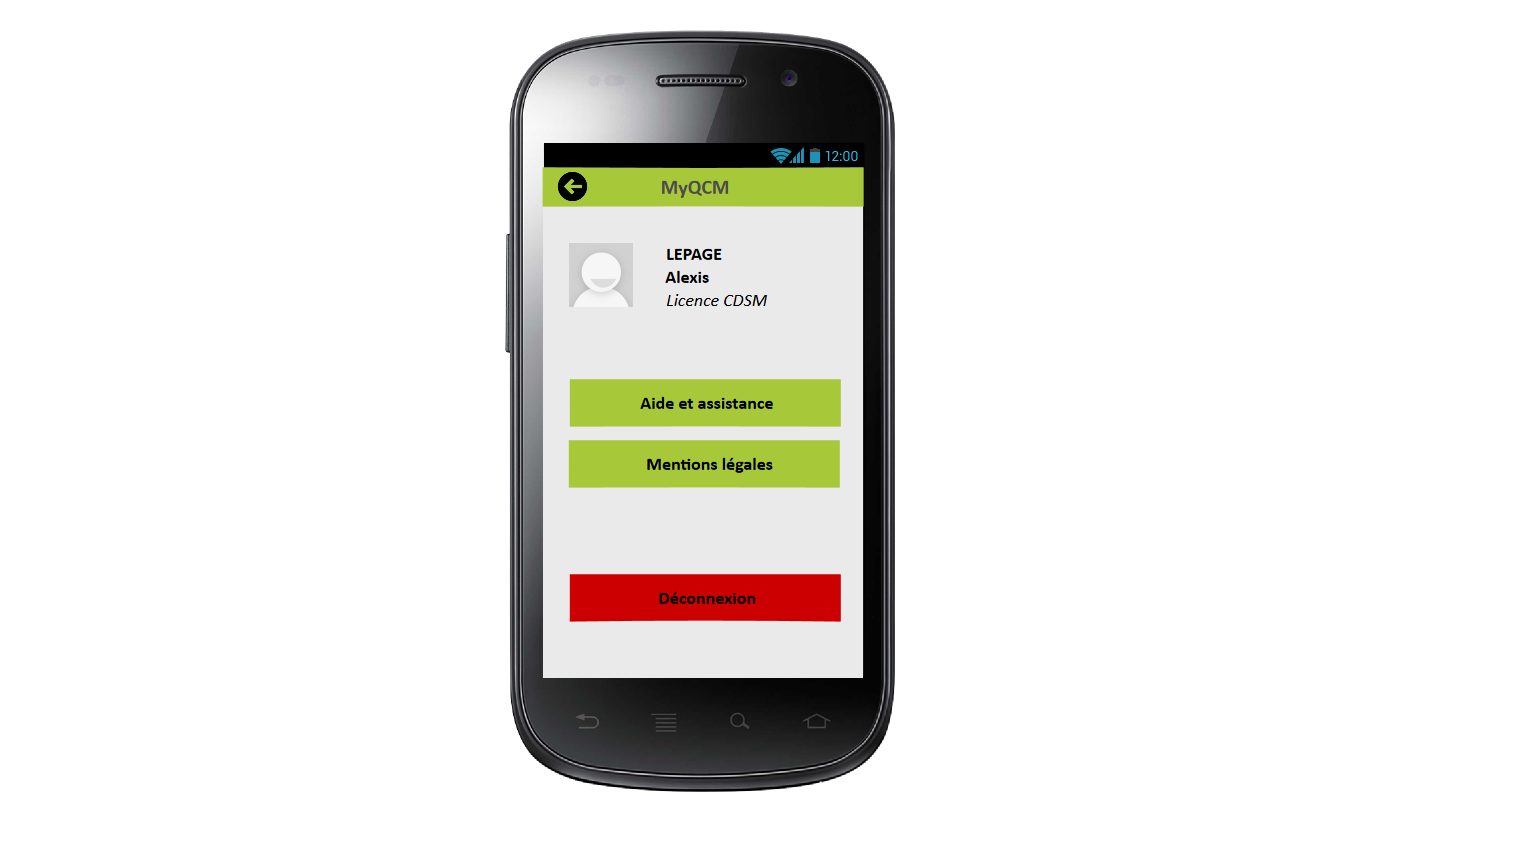 12:00
MyQCM
LEPAGE
Alexis
Licence CDSM
Aide et assistance
Mentions légales
Déconnexion